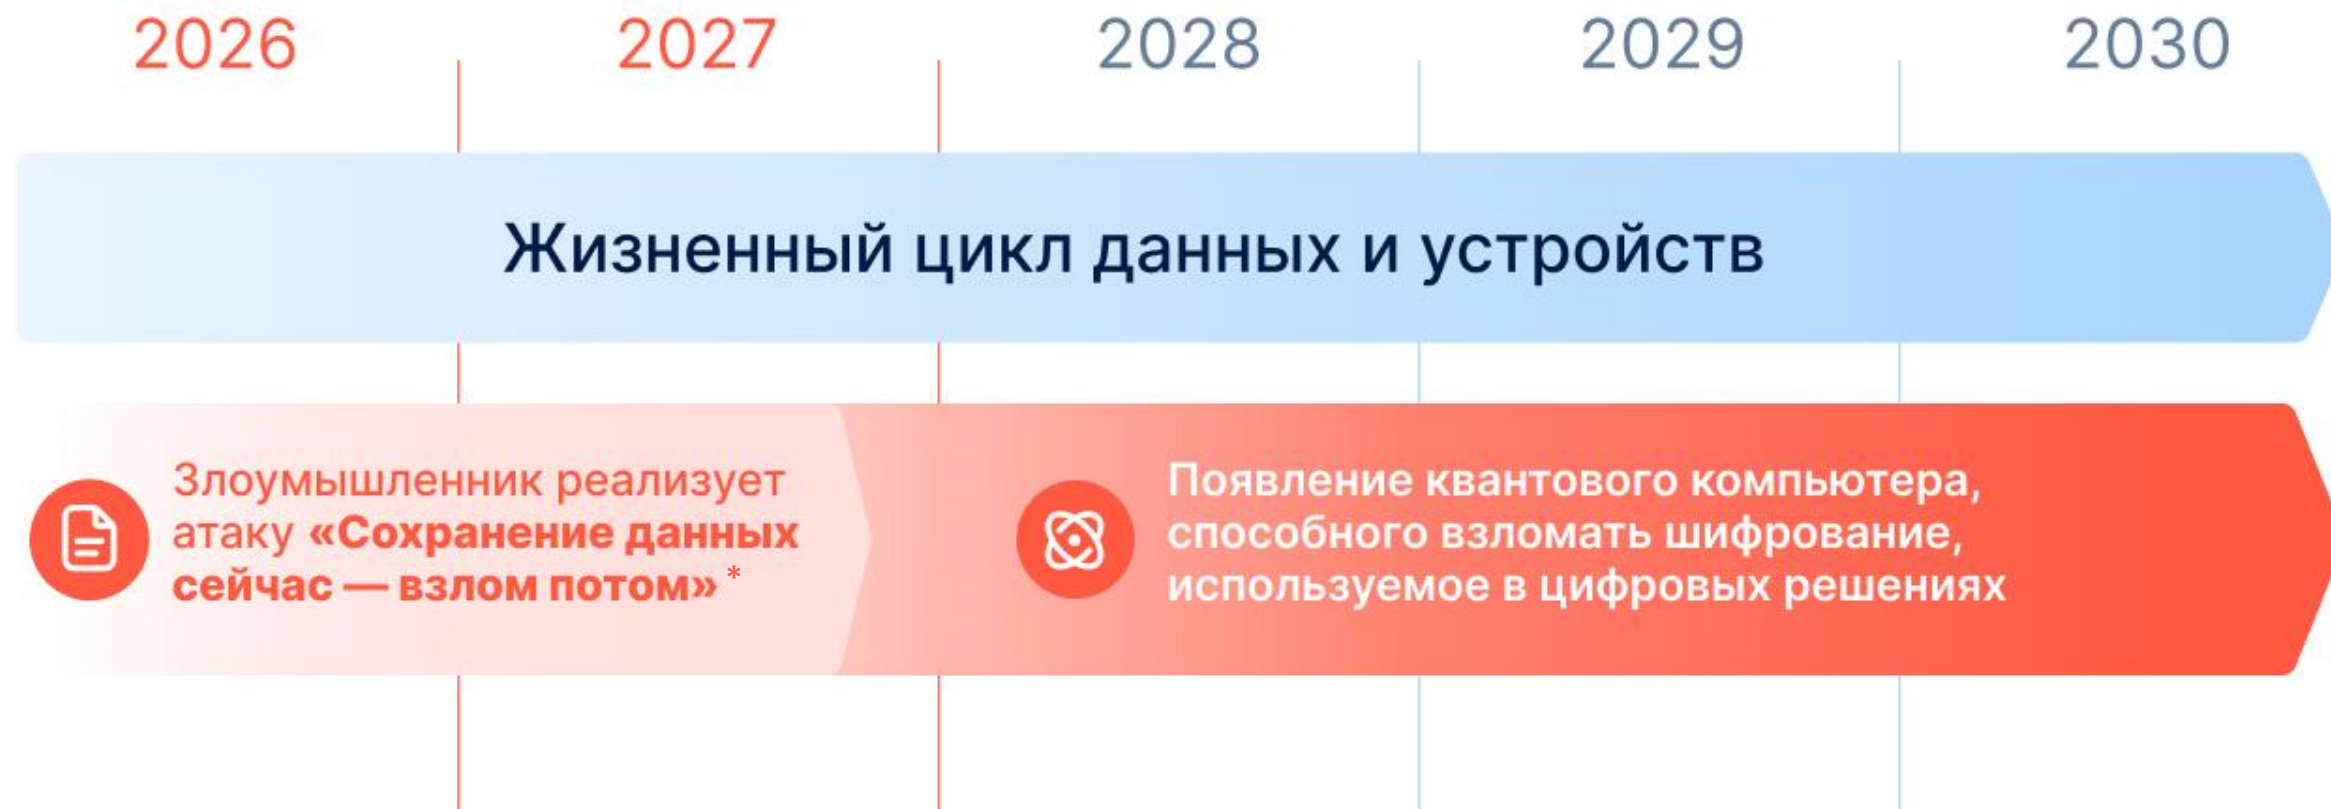 2026
2027
2028
2029
2030
Жизненный цикл данных и устройств
Злоумышленник реализует
атаку «Сохранение данных
сейчас — взлом потом» *
Появление квантового компьютера,
способного взломать шифрование,
используемое в цифровых решениях